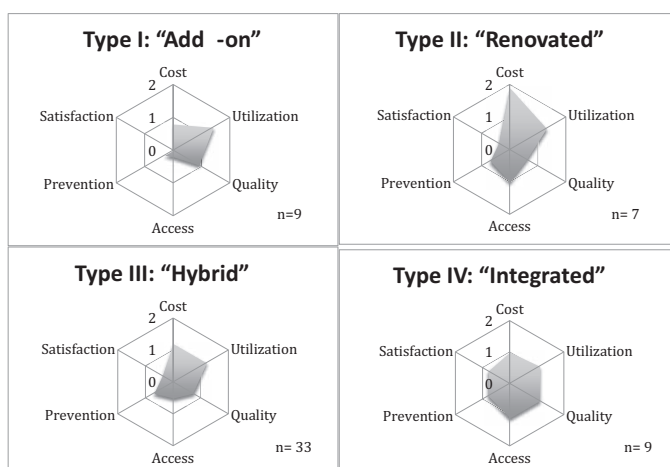 Type I: “Add -on”
Cost
2
Satisfaction
Utilization
1
0
Prevention
Quality
Access
n=9
Type II: “Renovated”
Cost
2
Satisfaction
Utilization
1
0
Prevention
Quality
Access
n= 7
Type III: “Hybrid”
Cost
2
Satisfaction
1
Utilization
0
Prevention
Quality
Access
n= 33
Type IV: “Integrated”
Cost
2
Satisfaction
1
Utilization
0
Prevention
Quality
Access
n= 9